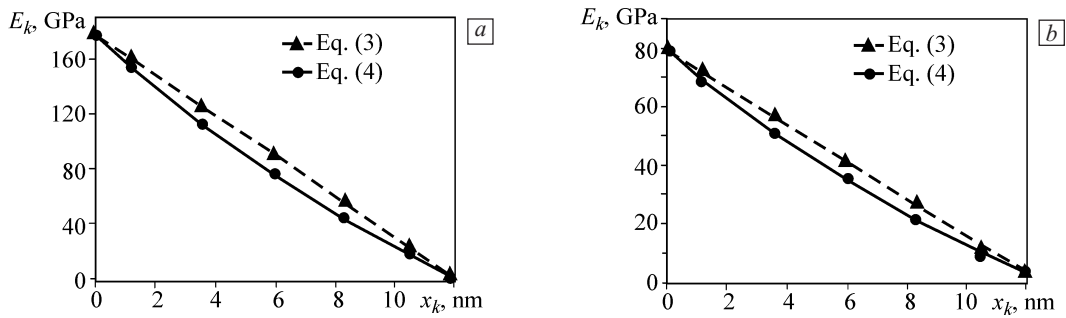 E_k, GPa
a
160
120
80
40
0
Eq. (3)
Eq. (4)
0 2 4 6 8 10 x_k, nm
E_k, GPa
b
80
60
40
20
0
Eq. (3)
Eq. (4)
0 2 4 6 8 10 x_k, nm